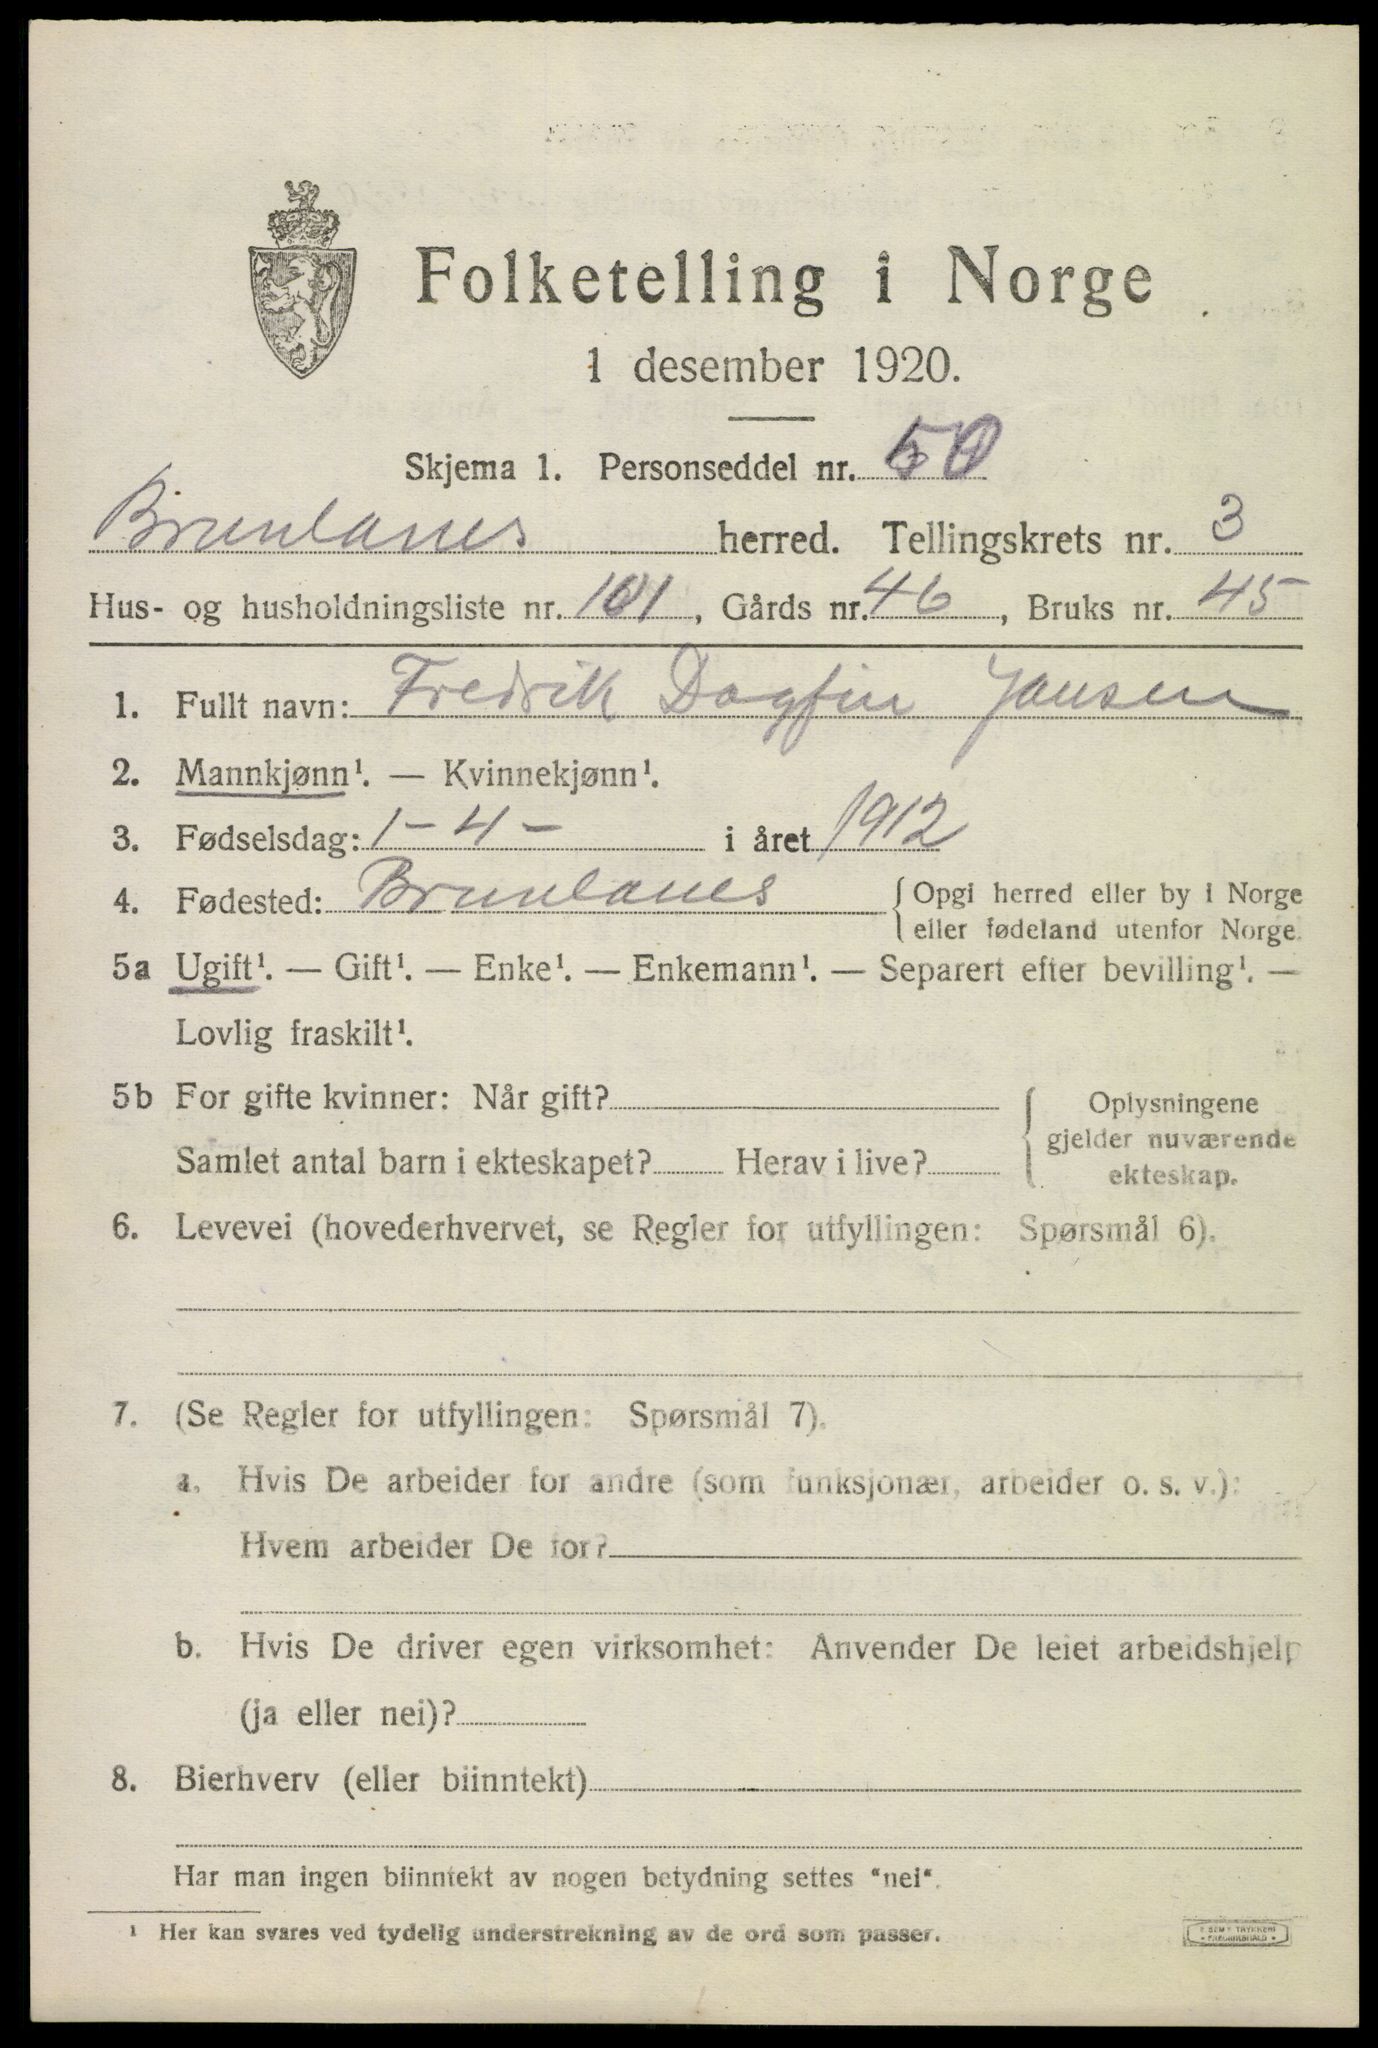 Folketelling i Norge
1 desember 1920.
Skjema 1. Personseddel nr. 50
Brunlanes herred. Tellingskrets nr. 3
Hus- og husholdningsliste nr. 101, Gårds nr. 46, Bruks nr. 45
1. Fullt navn: Fredrik Dagfin Jansen
2. Mannkjønn¹. — Kvinnekjønn¹.
3. Fødselsdag: 1-4- i året 1912
4. Fødested: Brunlanes { Opgi herred eller by i Norge
eller fødeland utenfor Norge.
5a Ugift¹. — Gift¹. — Enke¹. — Enkemann¹. — Separert efter bevilling¹. —
Lovlig fraskilt¹.
5b For gifte kvinner: Når gift?
Samlet antal barn i ekteskapet? Herav i live?
{ Oplysningene
gjelder nuværende
ekteskap.
6. Levevei (hovederhvervet, se Regler for utfyllingen: Spørsmål 6).
7. (Se Regler for utfyllingen: Spørsmål 7).
a. Hvis De arbeider for andre (som funksjonær, arbeider o. s. v.):
Hvem arbeider De for?
b. Hvis De driver egen virksomhet: Anvender De leiet arbeidshjelp
(ja eller nei)?
8. Bierhverv (eller biinntekt)
Har man ingen biinntekt av nogen betydning settes "nei".
¹ Her kan svares ved tydelig understrekning av de ord som passer.